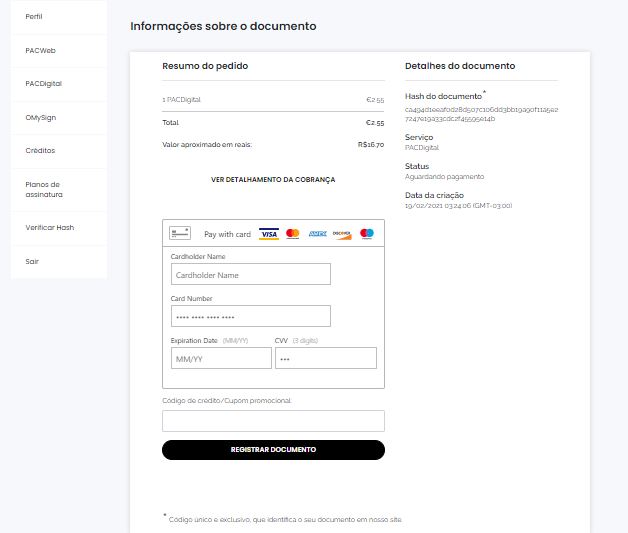 Perfil
PACWeb
PACDigital
OMySign
Créditos
Planos de
assinatura
Verificar Hash
Sair
Informações sobre o documento
Resumo do pedido
1 PACDigital €2.55
Total €2.55
Valor aproximado em reais: R$16.70
VER DETALHAMENTO DA COBRANÇA
Pay with card VISA AMEX DISCOVER
Cardholder Name
Cardholder Name
Card Number
•••• •••• •••• ••••
Expiration Date (MM/YY) CVV (3 digits)
MM/YY •••
Código de crédito/Cupom promocional
REGISTRAR DOCUMENTO
Detalhes do documento
Hash do documento*
Serviço
PACDigital
Status
Aguardando pagamento
Data da criação
19/02/2021 03:24:06 (GMT-03:00)
* Código único e exclusivo, que identifica o seu documento em nosso site.